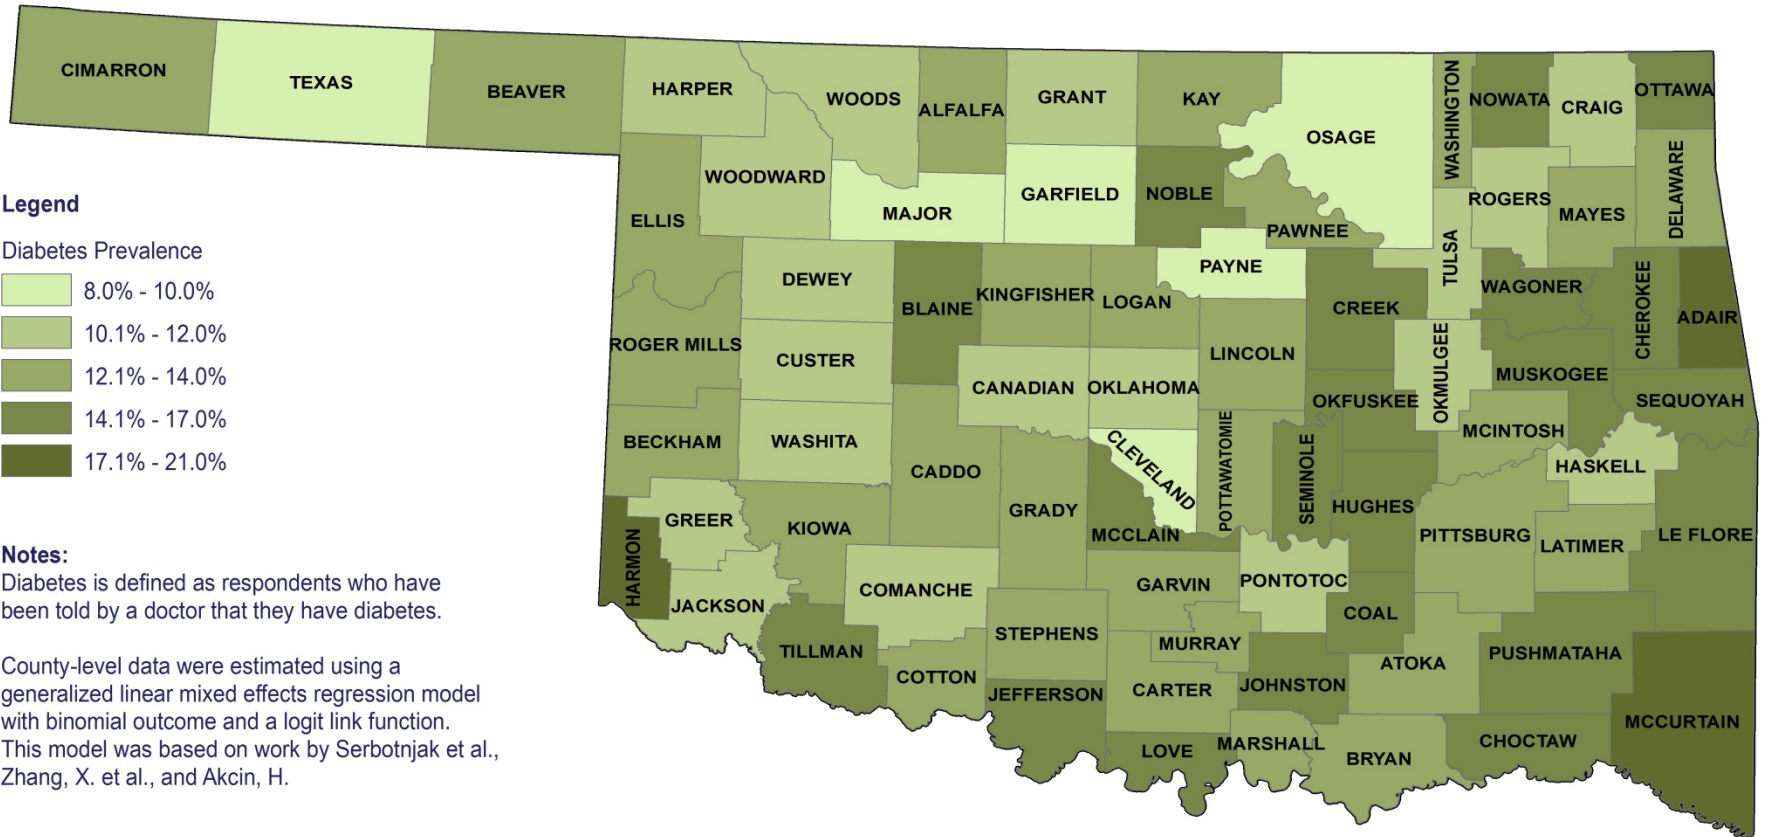 CIMARRON
TEXAS
BEAVER
HARPER
WOODS
ALFALFA
GRANT
KAY
OSAGE
WASHINGTON
NOWATA
CRAIG
OTTAWA
WOODWARD
ELLIS
MAJOR
GARFIELD
NOBLE
PAWNEE
ROGERS
MAYES
DELAWARE
TULSA
DEWEY
BLAINE
KINGFISHER
LOGAN
PAYNE
CREEK
WAGONER
CHEROKEE
ADAIR
ROGER MILLS
CUSTER
CANADIAN
OKLAHOMA
LINCOLN
OKFUSKEE
OKMULGEE
MUSKOGEE
SEQUOYAH
BECKHAM
WASHITA
CADDO
GRADY
CLEVELAND
MCCLAIN
POTTAWATOMIE
SEMINOLE
HUGHES
MCINTOSH
HASKELL
PITTSBURG
LATIMER
LE FLORE
HARMON
GREER
KIOWA
JACKSON
COMANCHE
TILLMAN
COTTON
STEPHENS
JEFFERSON
GARVIN
MURRAY
CARTER
LOVE
PONTOTOC
COAL
JOHNSTON
MARSHALL
ATOKA
BRYAN
PUSHMATAHA
CHOCTAW
MCCURTAIN
Legend
Diabetes Prevalence
8.0% - 10.0%
10.1% - 12.0%
12.1% - 14.0%
14.1% - 17.0%
17.1% - 21.0%
Notes:
Diabetes is defined as respondents who have
been told by a doctor that they have diabetes.
County-level data were estimated using a
generalized linear mixed effects regression model
with binomial outcome and a logit link function.
This model was based on work by Serbotnjak et al.,
Zhang, X. et al., and Akcin, H.